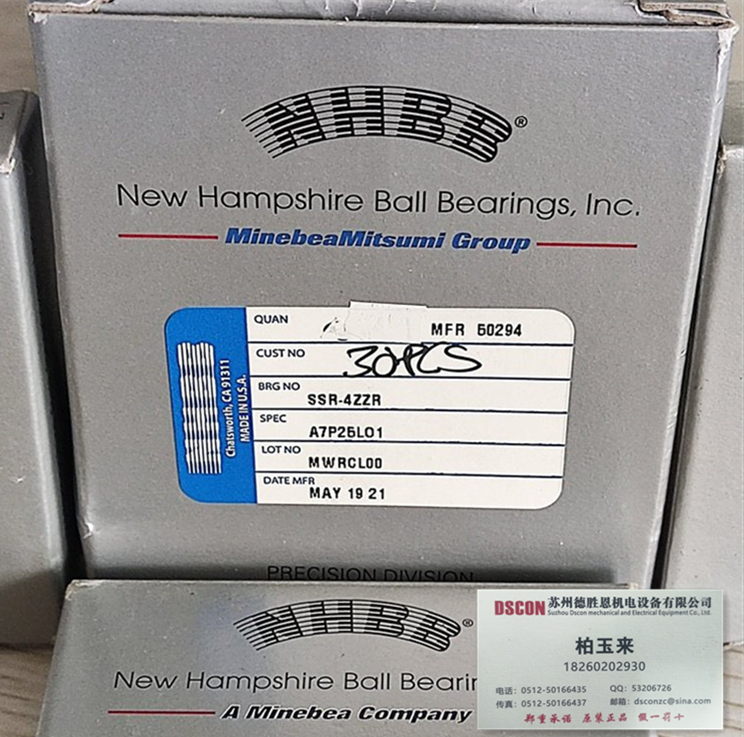 NHBB®
New Hampshire Ball Bearings, Inc.
MinebeaMitsumi Group
QUAN MFR 50294
CUST NO 30PCS
BRG NO SSR-4ZZR
SPEC A7P25L01
LOT NO MWRCL00
DATE MFR MAY 19 21
Chatsworth, CA 91311
MADE IN U.S.A.
PRECISION DIVISION
NHBB®
New Hampshire Ball Bearin
A Minebea Company
DSCON 苏州德胜恩机电设备有限公司
Suzhou Dscon mechanical and Electrical Equipment Co., Ltd.
柏玉来
18260202930
电话：0512-50166435 QQ：53206726
传真：0512-50166437 邮箱：dsconzc@sina.com
郑重承诺 原装正品 假一罚十